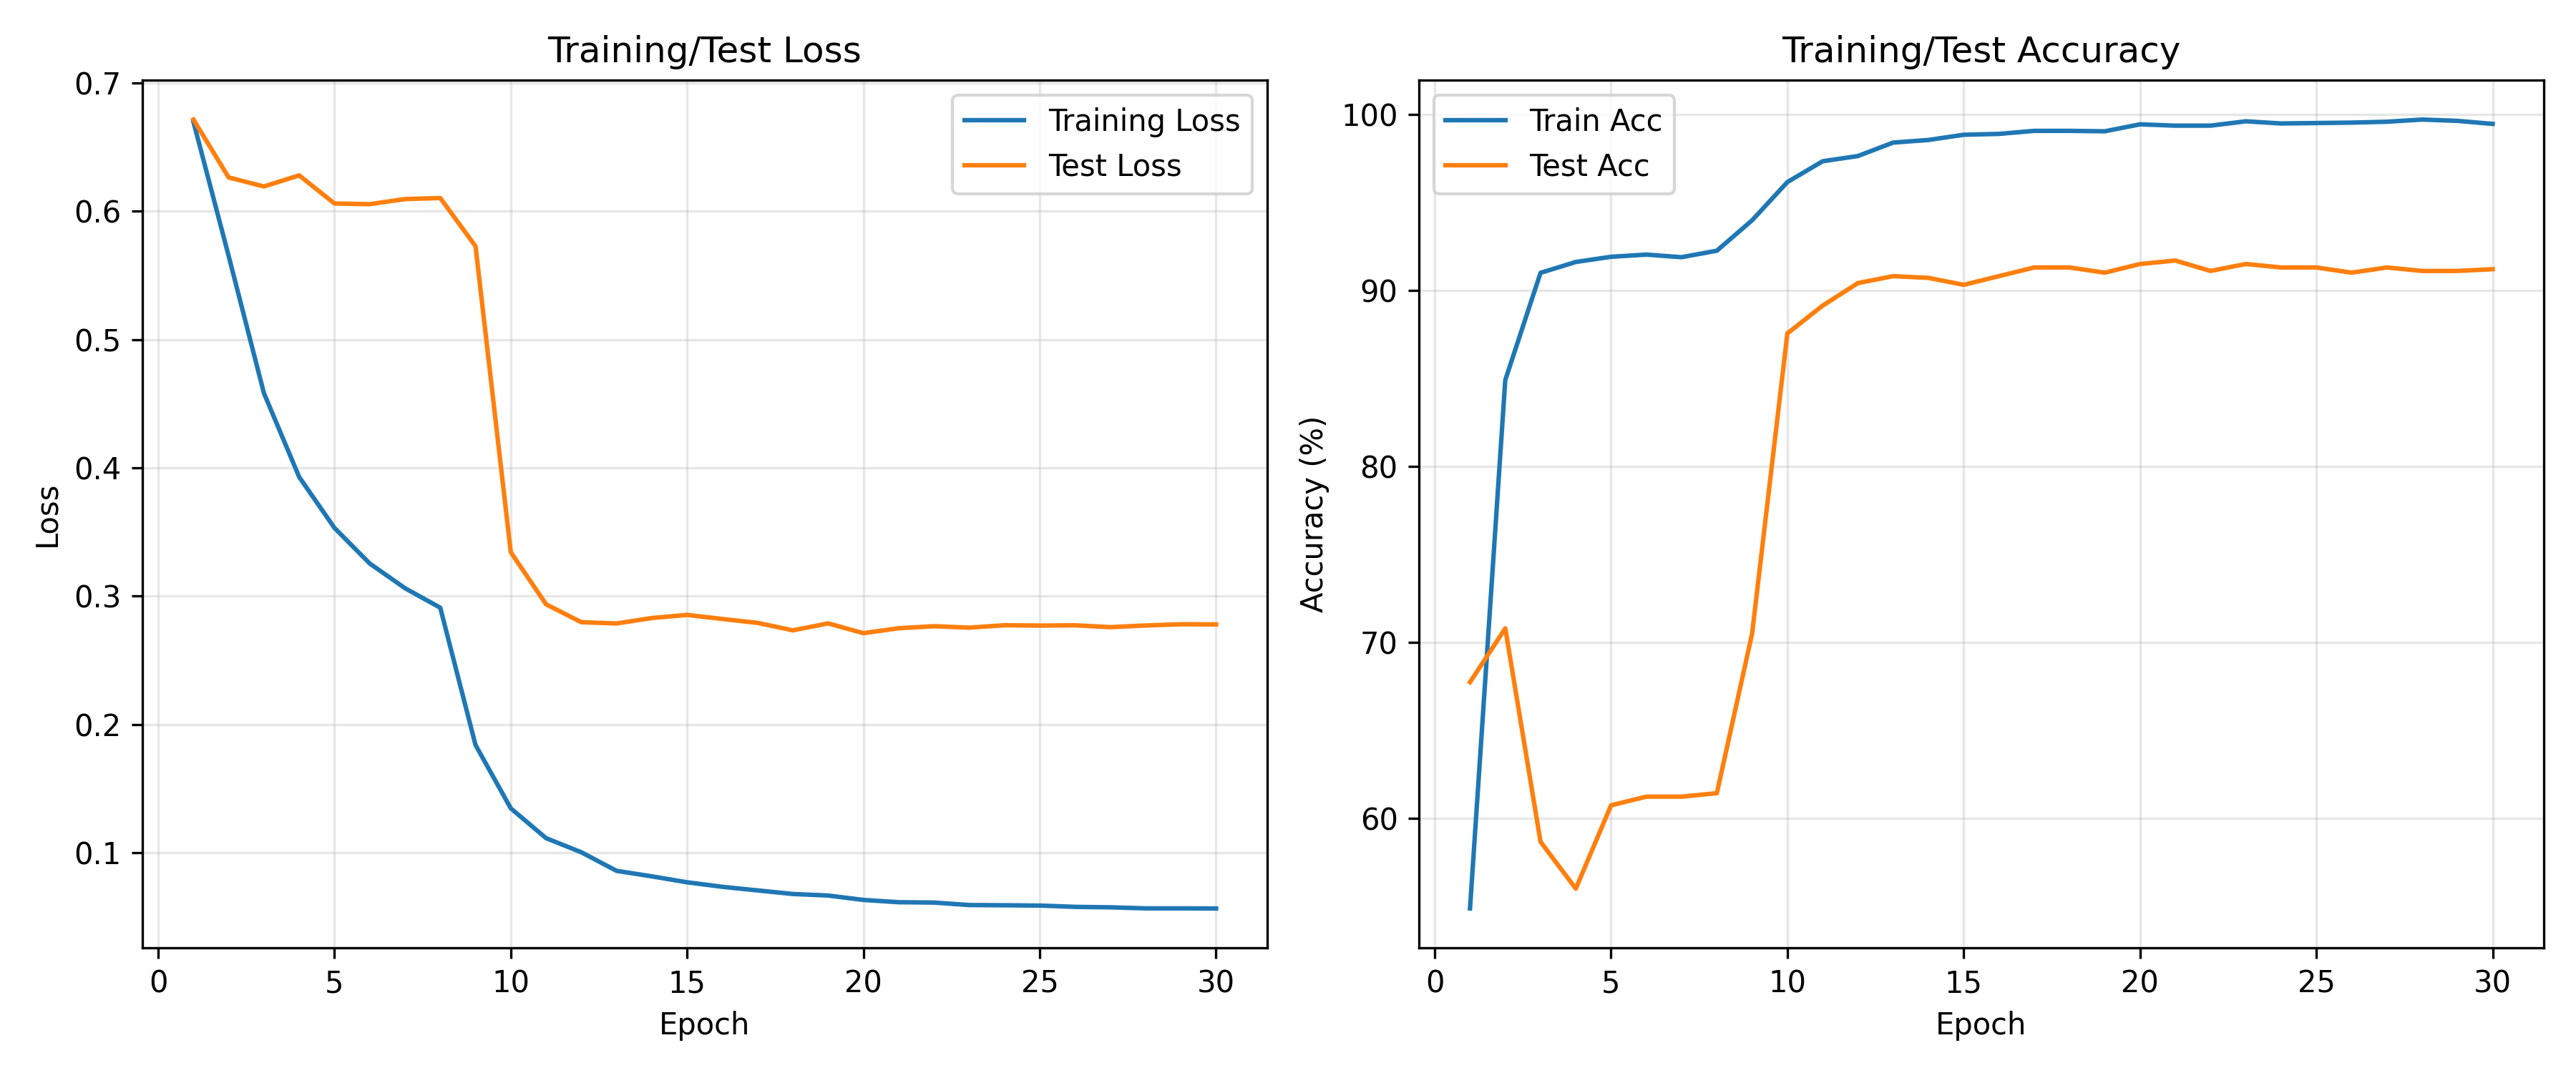 Training/Test Loss
Loss
0.7
0.6
0.5
0.4
0.3
0.2
0.1
Training Loss
Test Loss
0 5 10 15 20 25 30
Epoch
Training/Test Accuracy
Accuracy (%)
100
90
80
70
60
Train Acc
Test Acc
0 5 10 15 20 25 30
Epoch